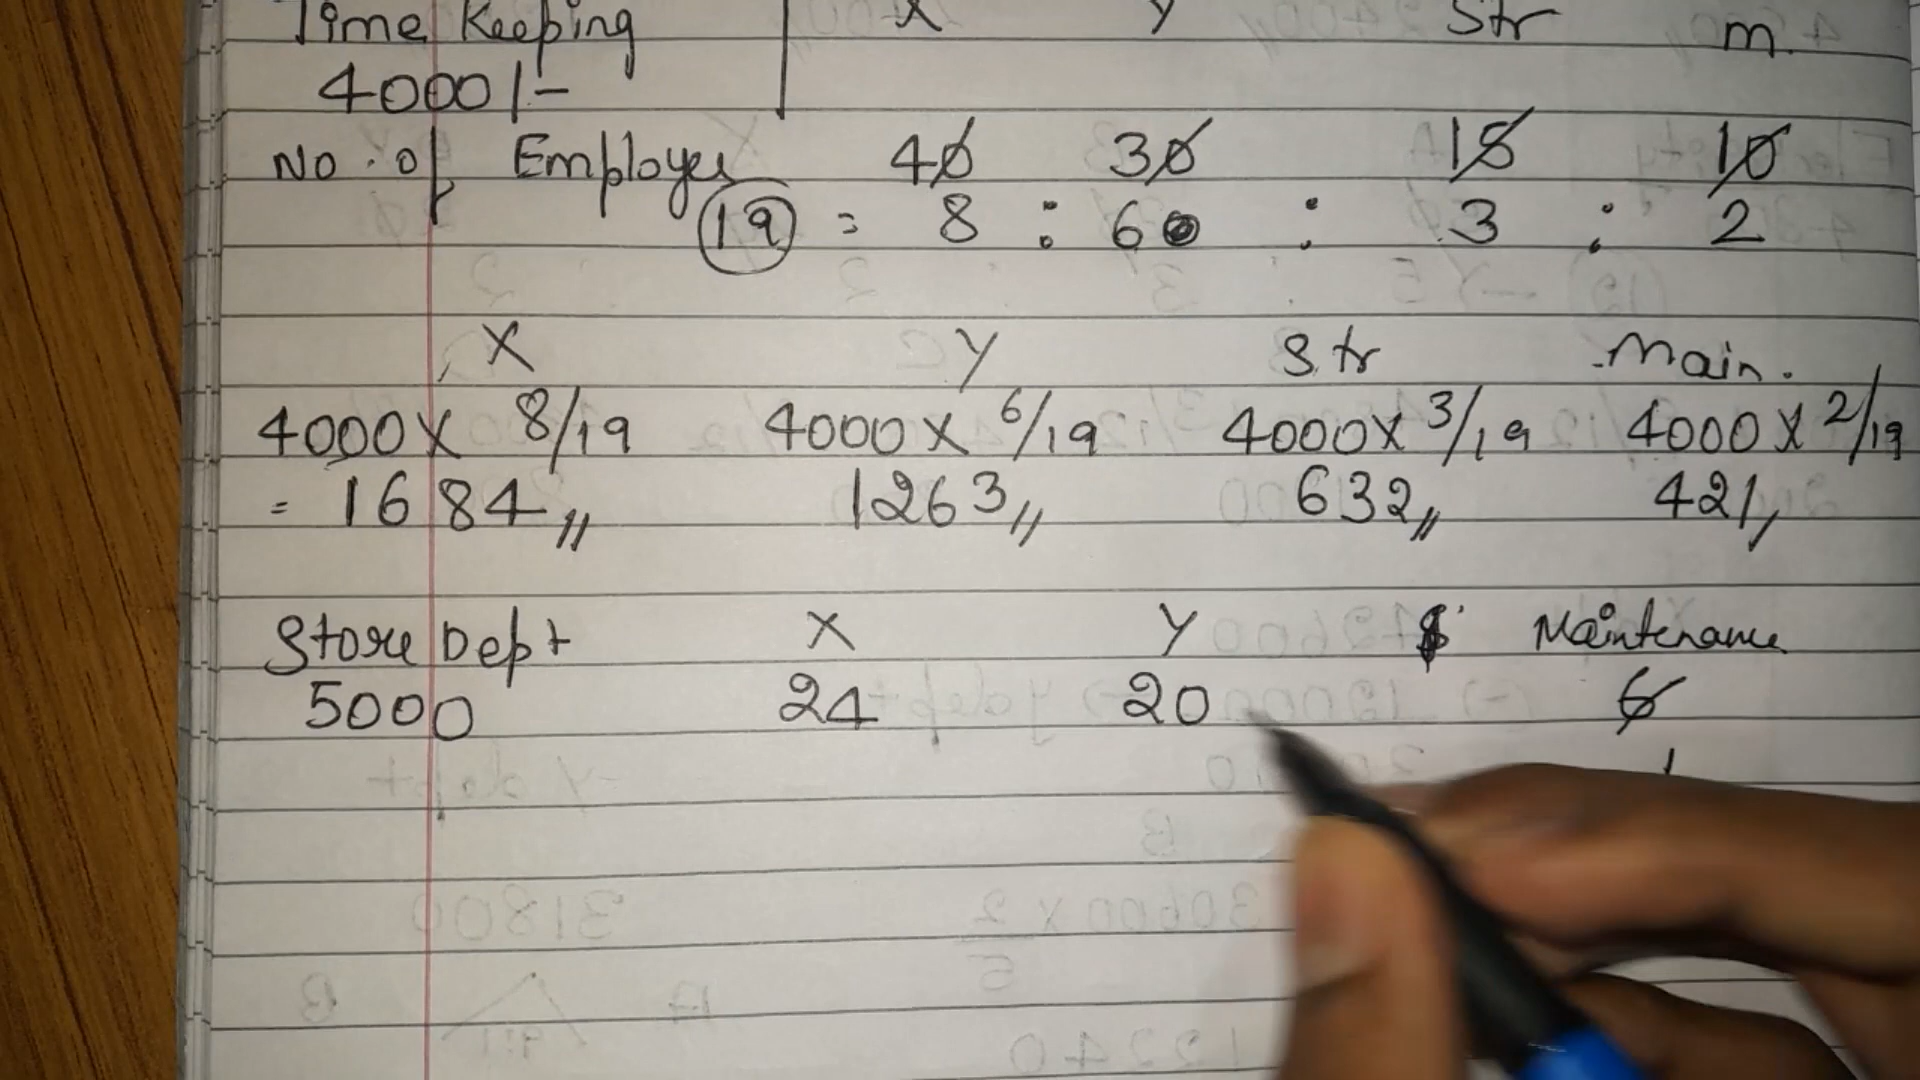 Time Keeping X Y Str m.
4000/-
No. of Employes 40 30 15 10
19 = 8 : 6 : 3 : 2
X Y Str Main.
4000 X 8/19 4000 X 6/19 4000 X 3/19 4000 X 2/19
= 1684,, 1263,, 632,, 421,
Store Dept X Y Maintenance
5000 24 20 6
1